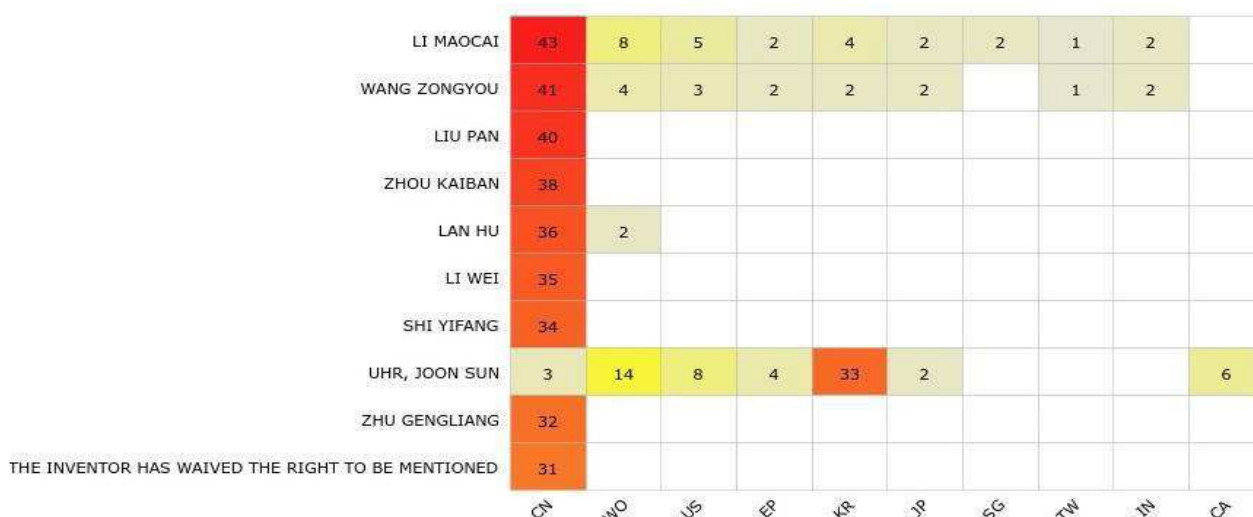 LI MAOCAI 43 8 5 2 4 2 2 1 2
WANG ZONGYOU 41 4 3 2 2 2 1 2
LIU PAN 40
ZHOU KAIBAN 38
LAN HU 36 2
LI WEI 35
SHI YIFANG 34
UHR, JOON SUN 3 14 8 4 33 2 6
ZHU GENGLIANG 32
THE INVENTOR HAS WAIVED THE RIGHT TO BE MENTIONED 31
CN WO US EP KR JP SG TW IN CA